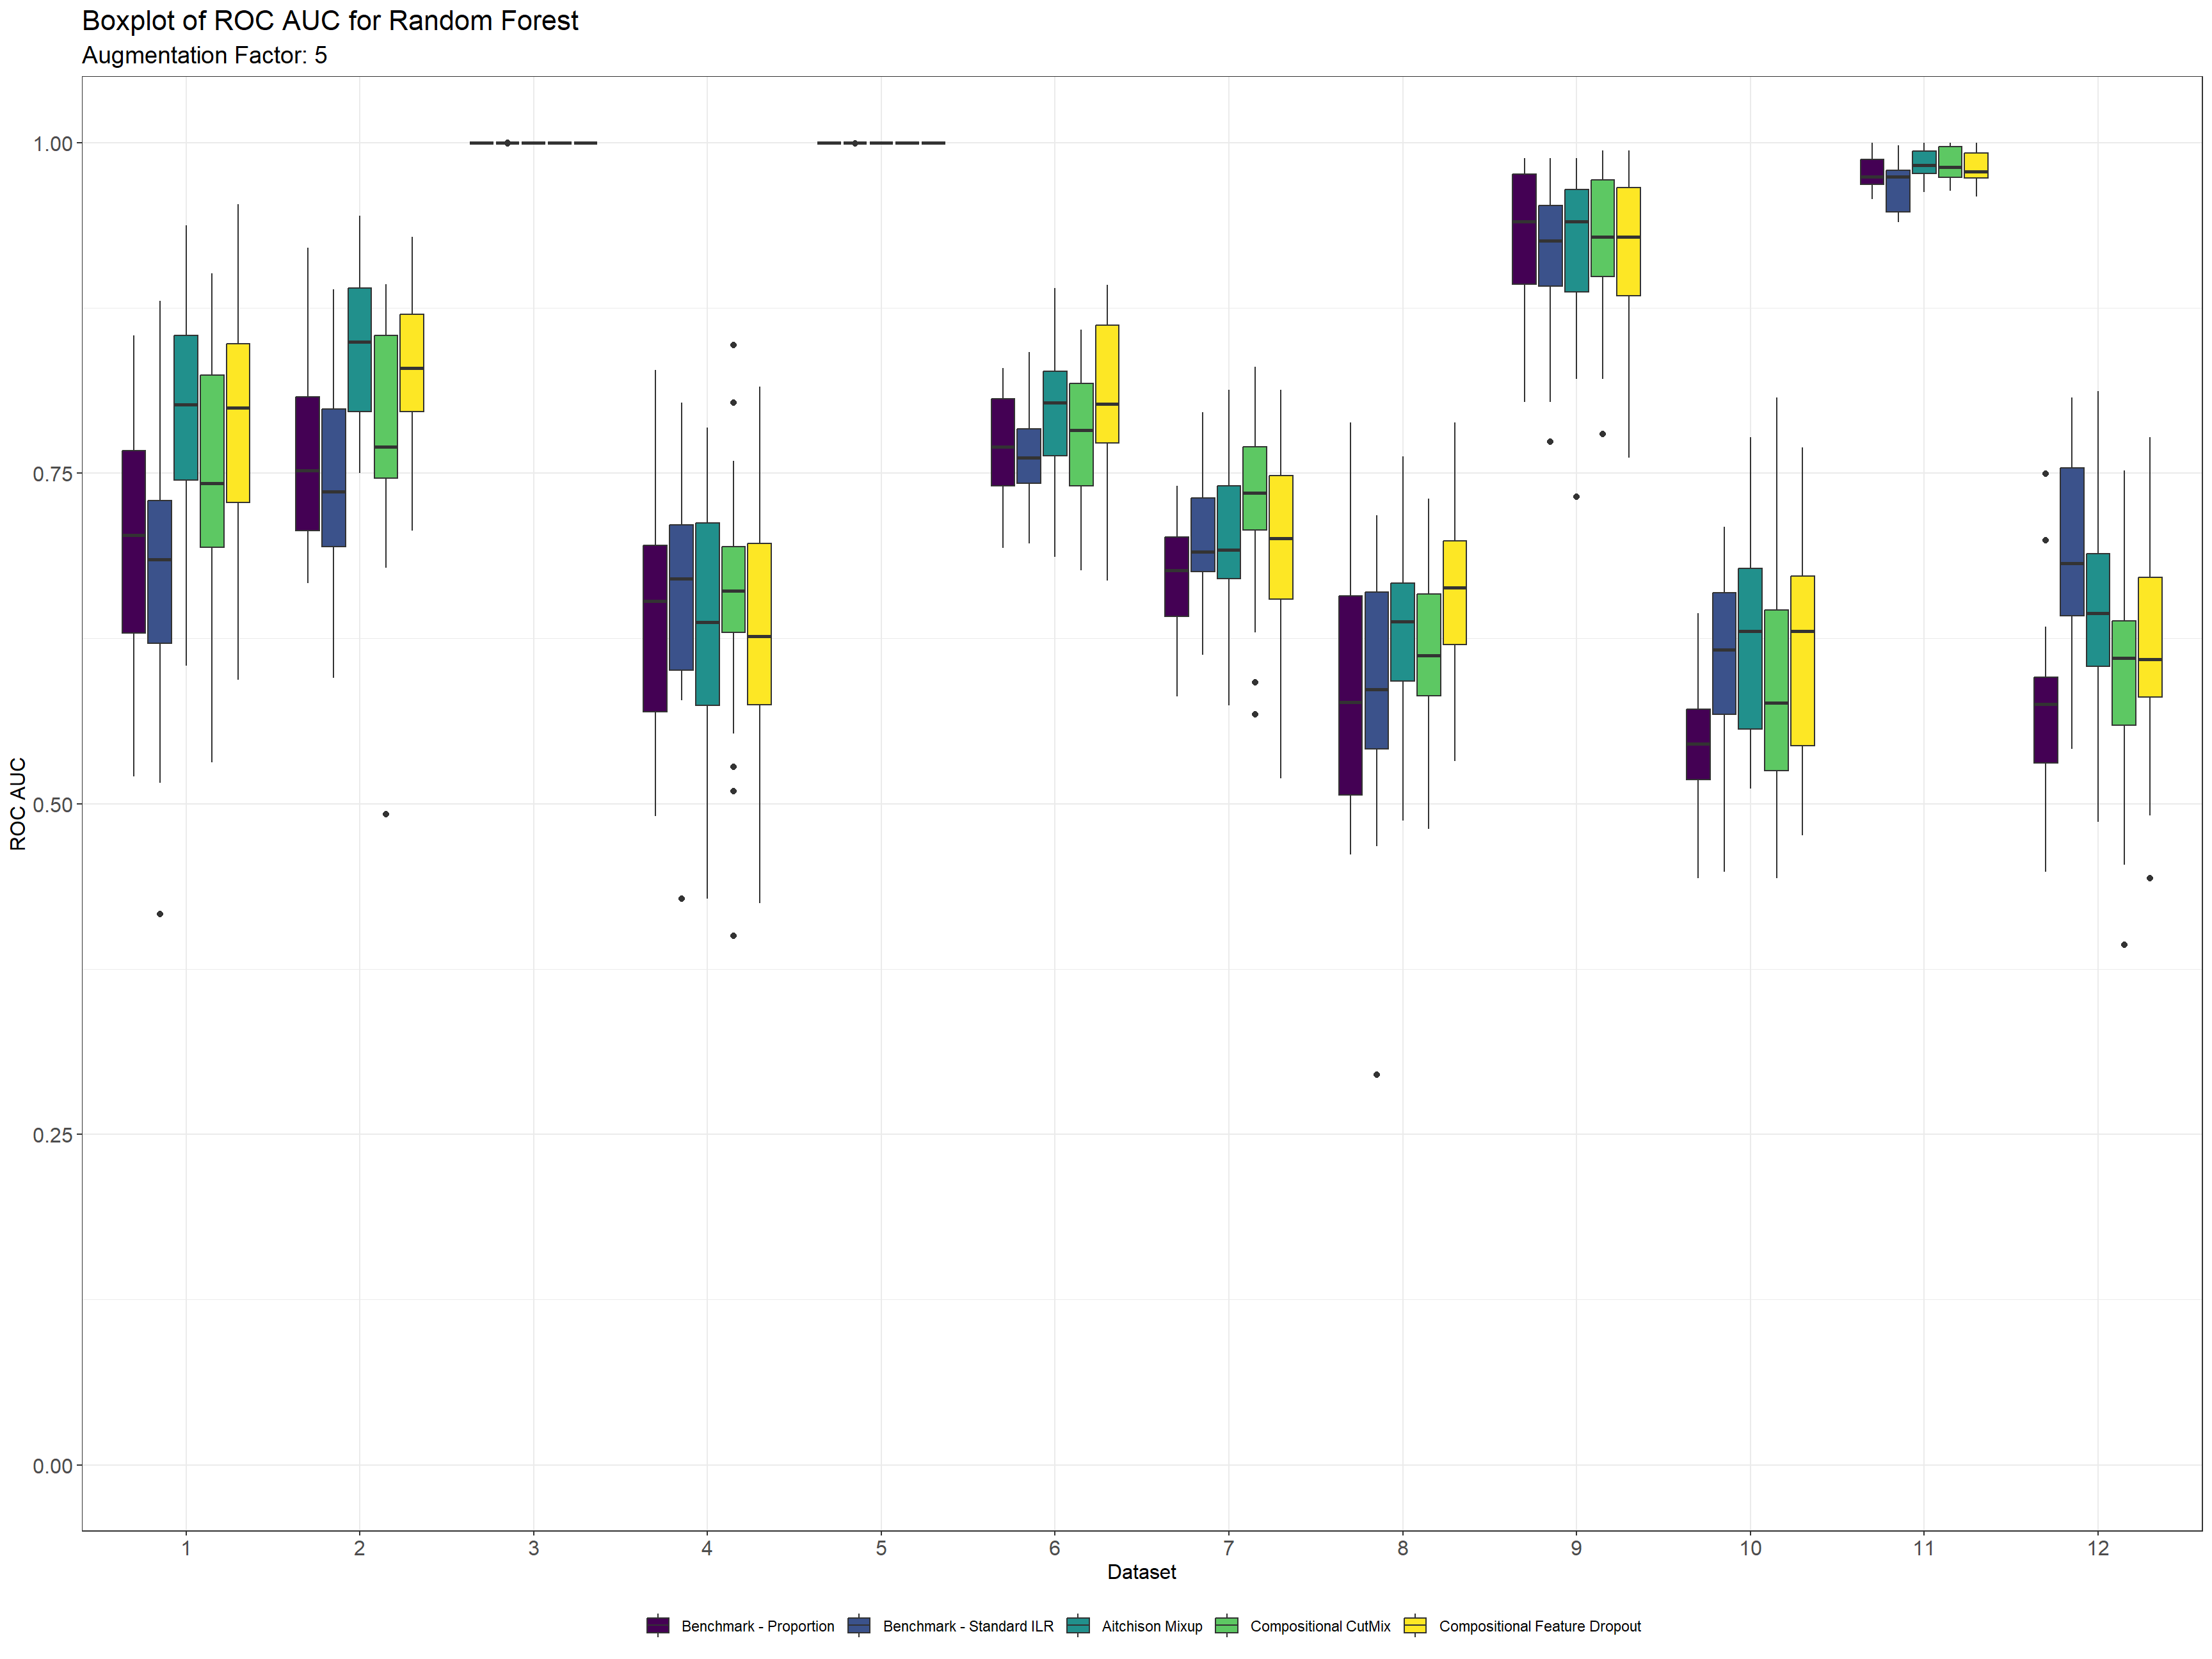 Boxplot of ROC AUC for Random Forest
Augmentation Factor: 5
1.00
0.75
0.50
0.25
0.00
ROC AUC
1 2 3 4 5 6 7 8 9 10 11 12
Dataset
Benchmark - Proportion Benchmark - Standard ILR Aitchison Mixup Compositional CutMix Compositional Feature Dropout